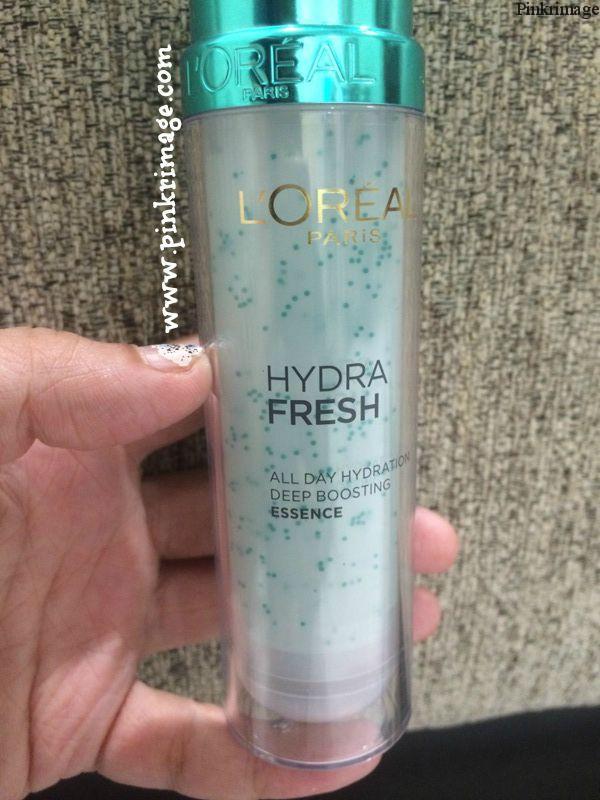 Pinkrimage
L'ORÉAL
PARIS
www.pinkrimage.com
L'ORÉAL
PARIS
HYDRA
FRESH
ALL DAY HYDRATION
DEEP BOOSTING
ESSENCE